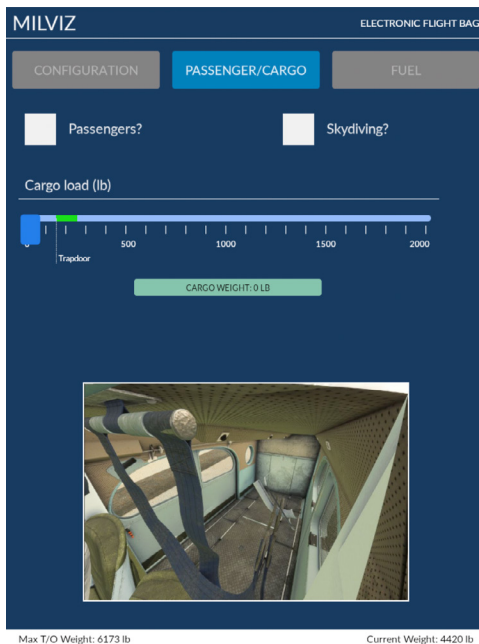 MILVIZ
ELECTRONIC FLIGHT BAG
CONFIGURATION
PASSENGER/CARGO
FUEL
Passengers?
Skydiving?
Cargo load (lb)
500
1000
1500
2000
Trapdoor
CARGO WEIGHT: 0 LB
Max T/O Weight: 6173 lb
Current Weight: 4420 lb